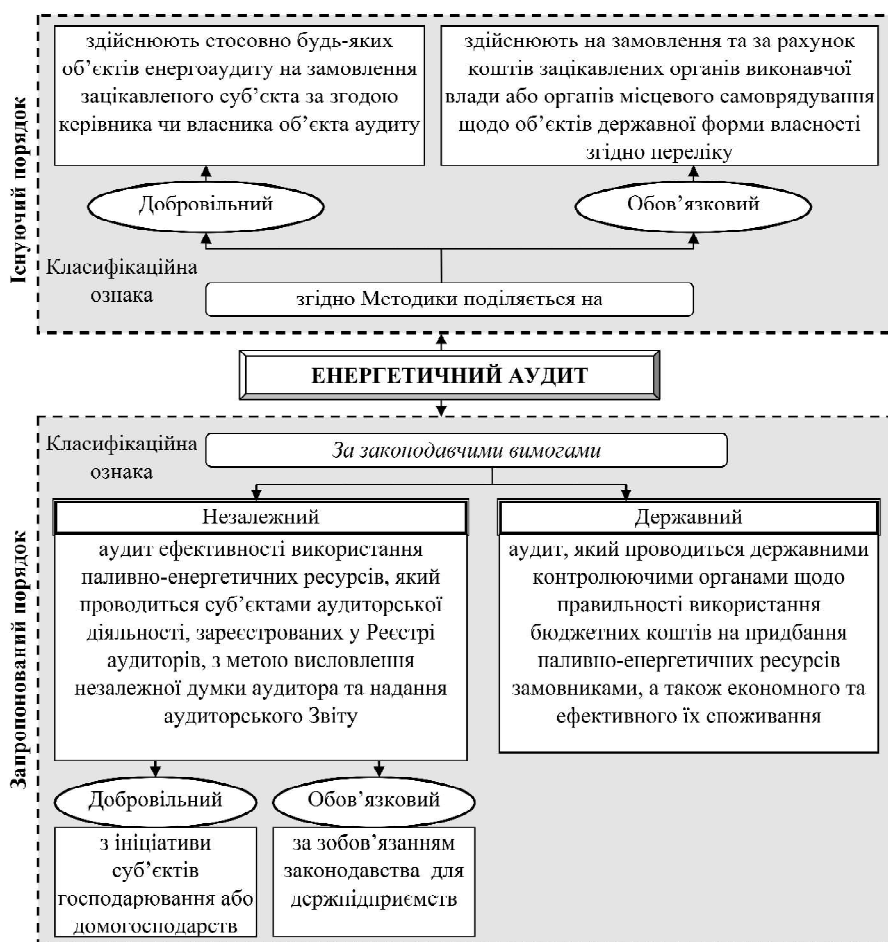 Існуючий порядок
здійснюють стосовно будь-яких
об’єктів енергоаудиту на замовлення
зацікавленого суб’єкта за згодою
керівника чи власника об’єкта аудиту
здійснюють на замовлення та за рахунок
коштів зацікавлених органів виконавчої
влади або органів місцевого самоврядування
щодо об’єктів державної форми власності
згідно переліку
Добровільний
Обов’язковий
Класифікаційна
ознака
згідно Методики поділяється на
ЕНЕРГЕТИЧНИЙ АУДИТ
Запропонований порядок
Класифікаційна
ознака
За законодавчими вимогами
Незалежний
аудит ефективності використання
паливно-енергетичних ресурсів, який
проводиться суб’єктами аудиторської
діяльності, зареєстрованих у Реєстрі
аудиторів, з метою висловлення
незалежної думки аудитора та надання
аудиторського Звіту
Державний
аудит, який проводиться державними
контролюючими органами щодо
правильності використання
бюджетних коштів на придбання
паливно-енергетичних ресурсів
замовниками, а також економного та
ефективного їх споживання
Добровільний
з ініціативи
суб’єктів
господарювання або
домогосподарств
Обов’язковий
за зобов’язанням
законодавства для
держпідприємств